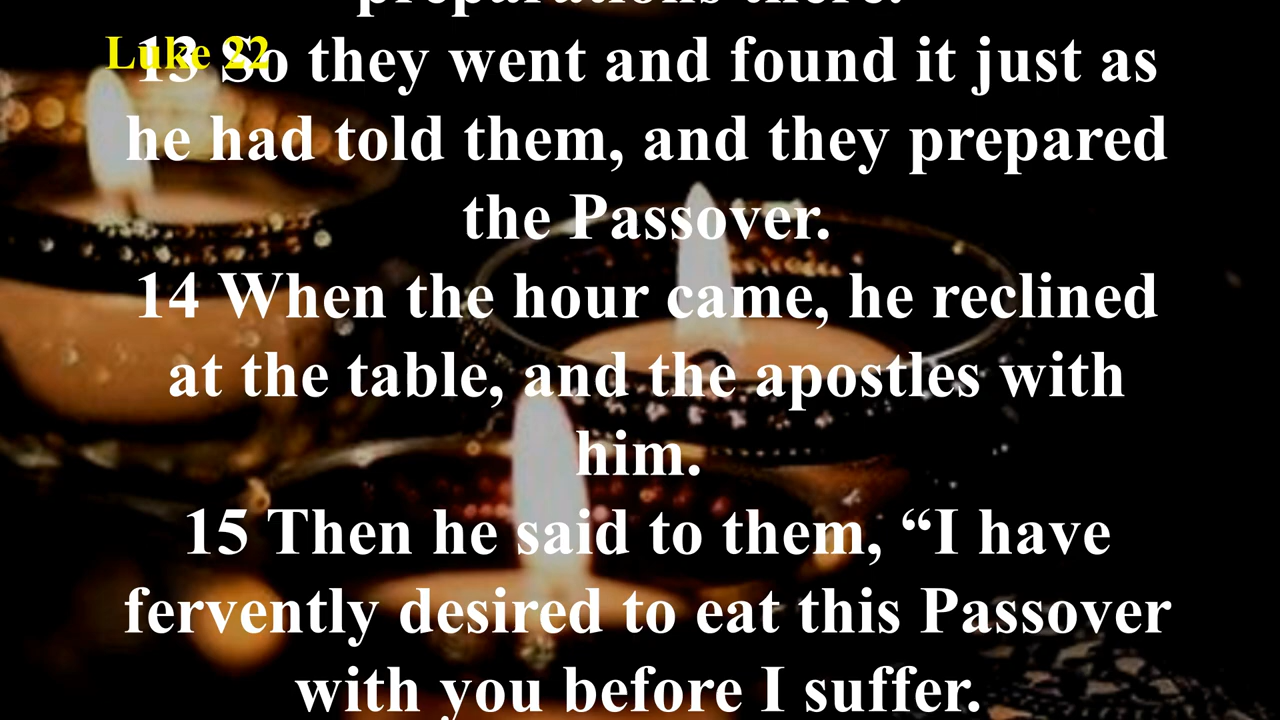 preparations there.”
Luke 22
13 So they went and found it just as
he had told them, and they prepared
the Passover.
14 When the hour came, he reclined
at the table, and the apostles with
him.
15 Then he said to them, “I have
fervently desired to eat this Passover
with you before I suffer.